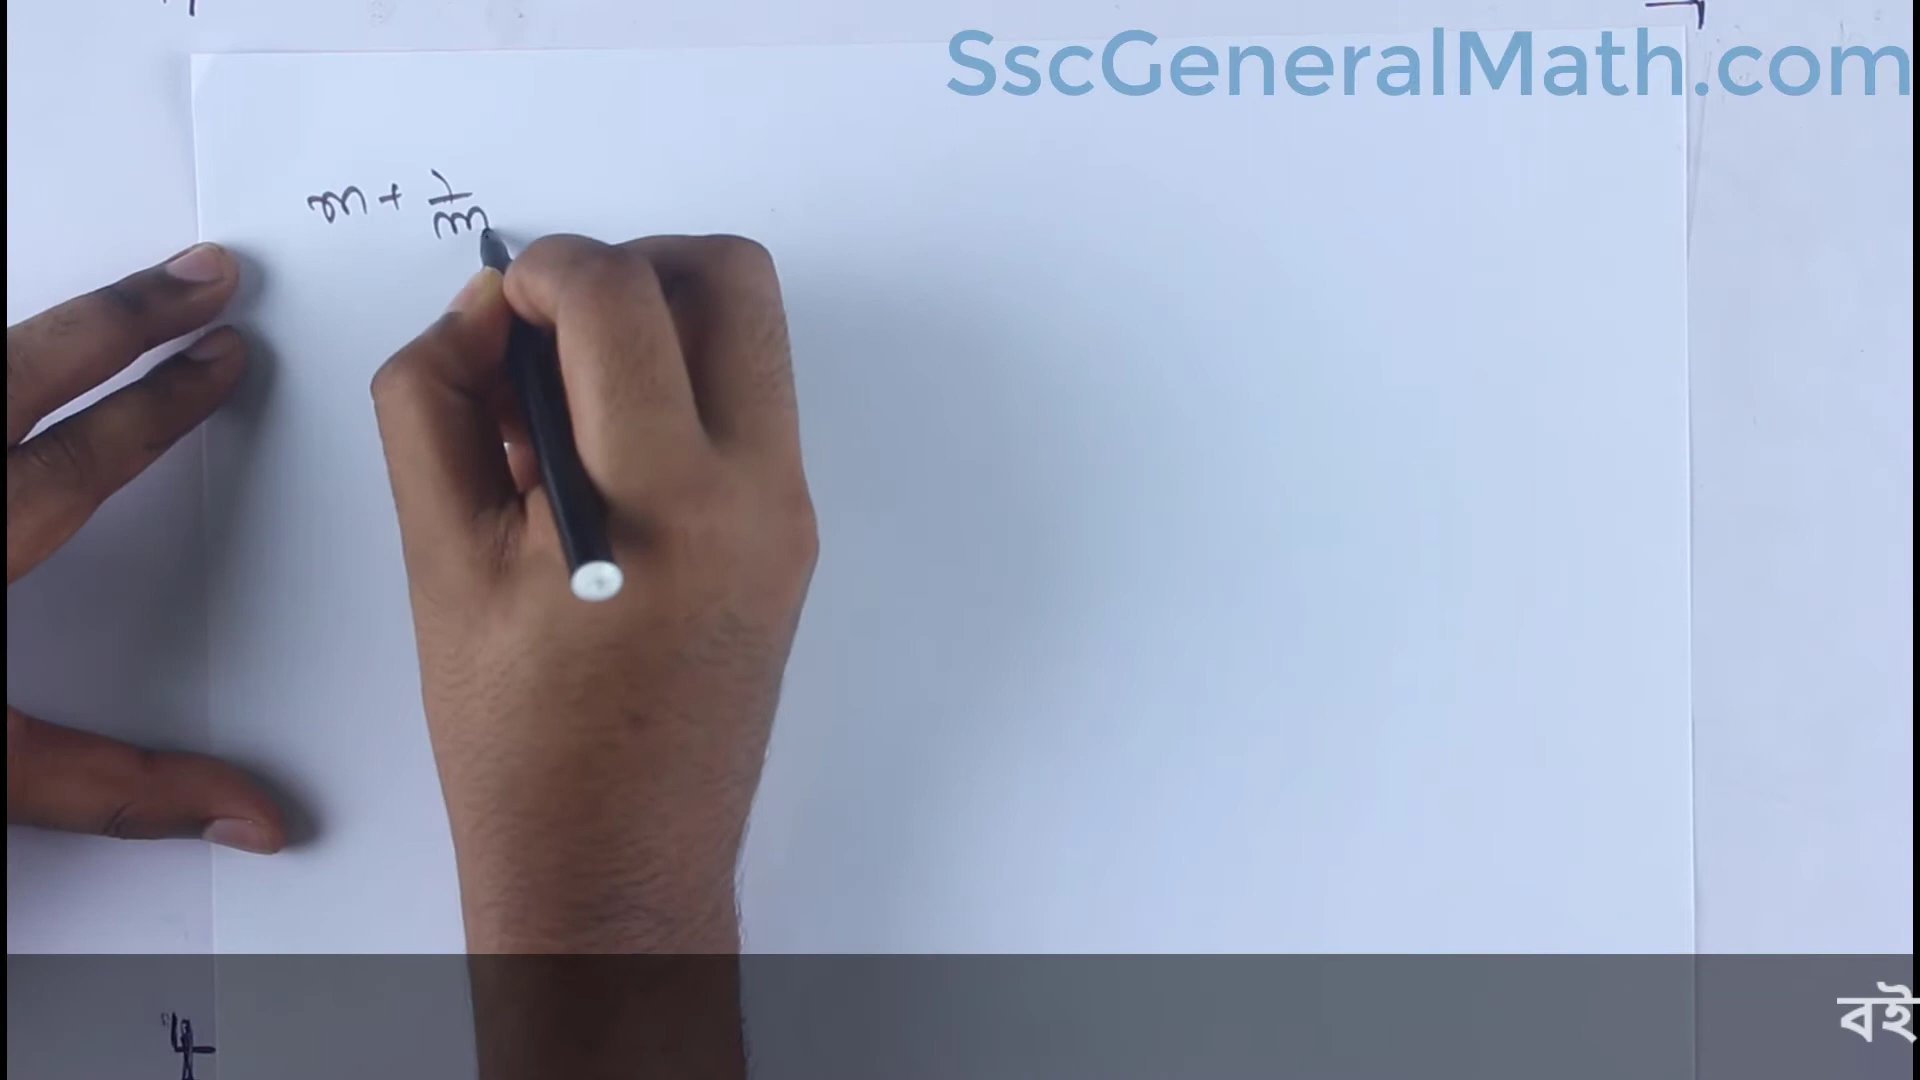 SscGeneralMath.com
m + 1/m
বই